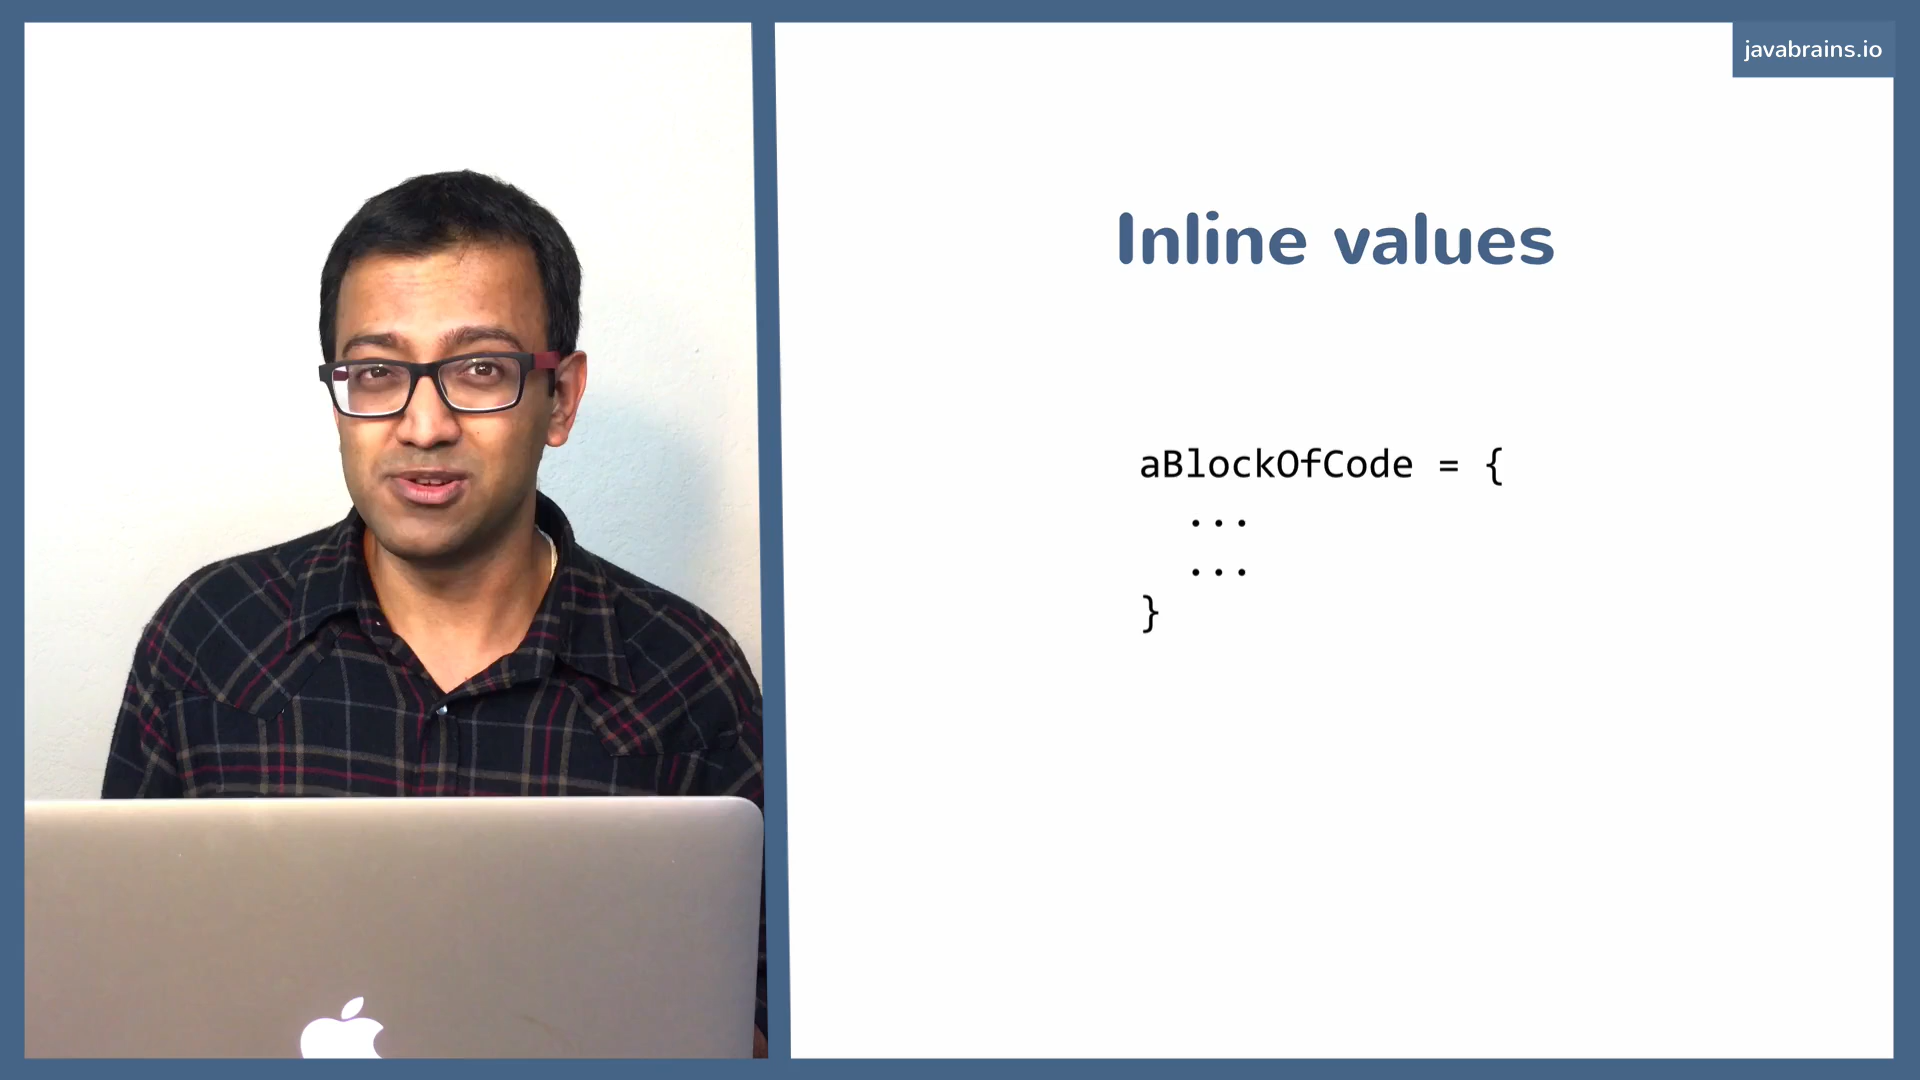 javabrains.io
Inline values
aBlockOfCode = {
...
...
}